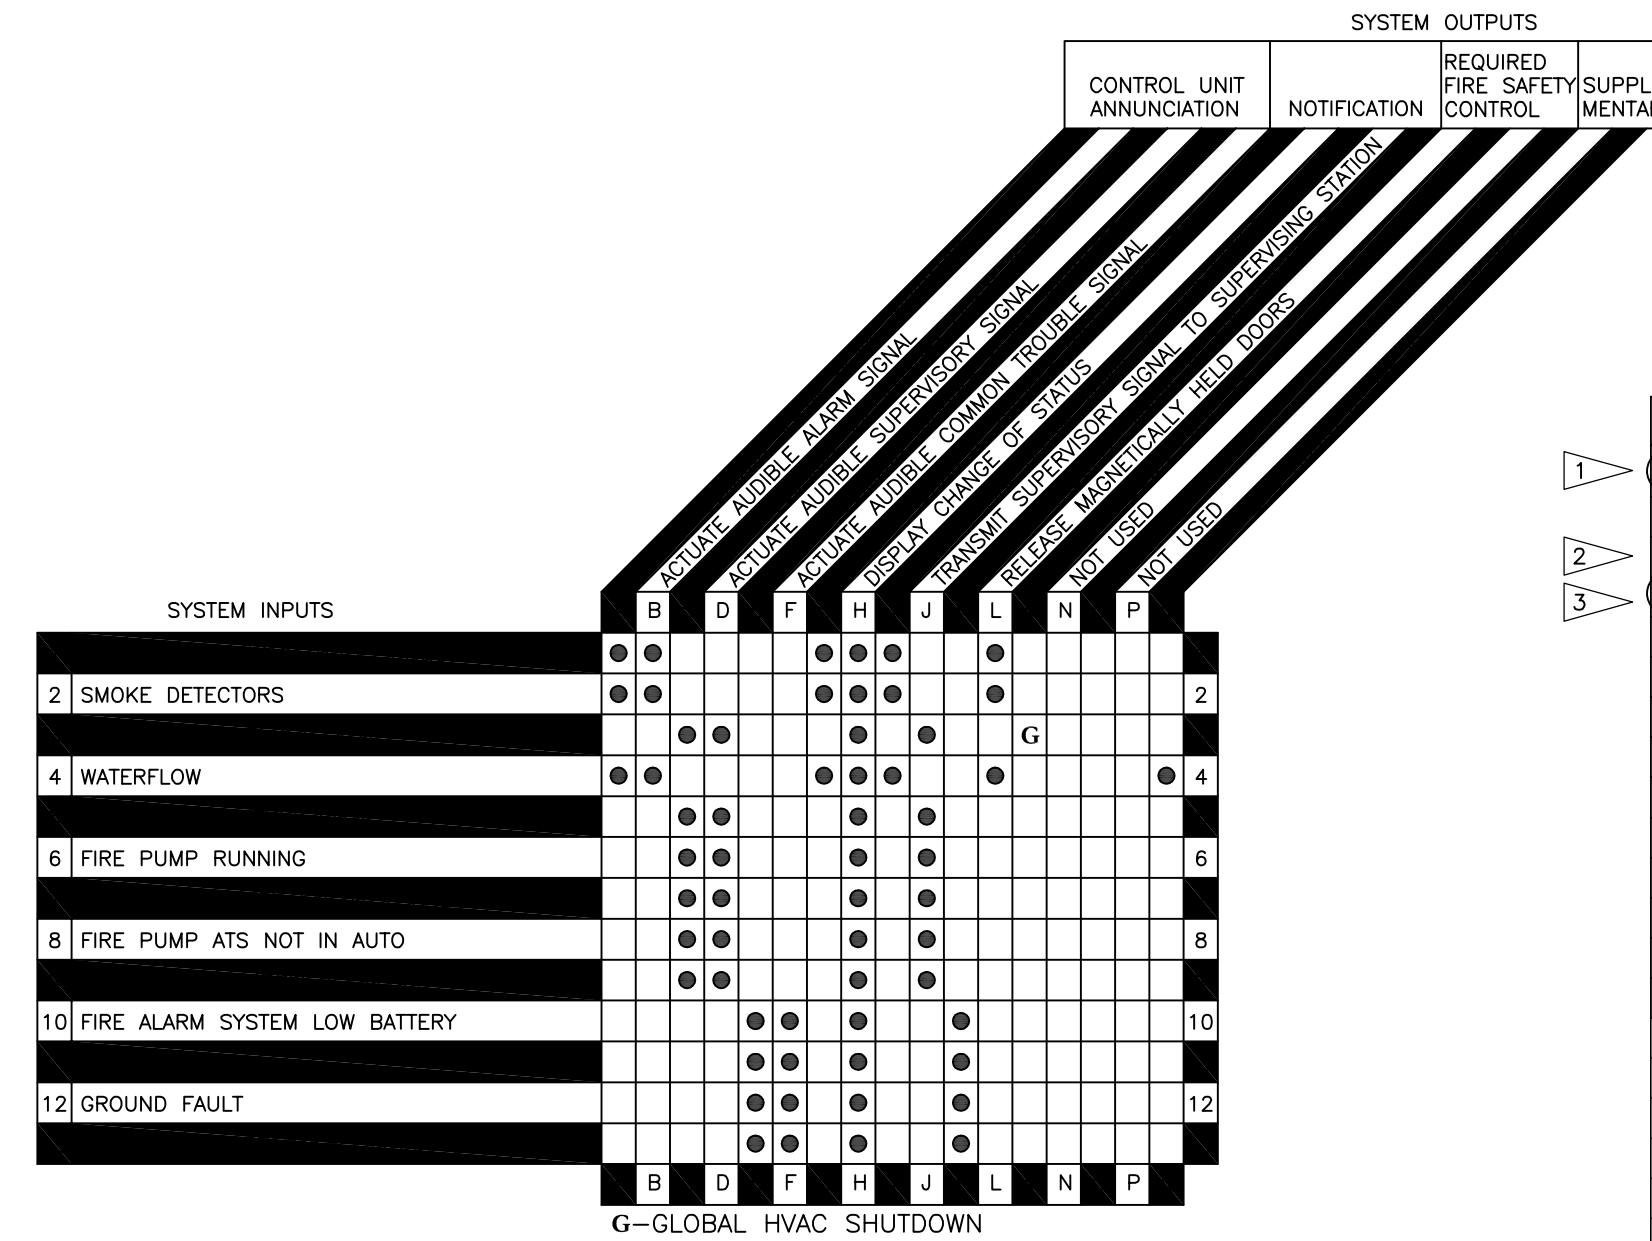 SYSTEM OUTPUTS
CONTROL UNIT
ANNUNCIATION
NOTIFICATION
REQUIRED
FIRE SAFETY
CONTROL
SUPPL
MENTA
ACTUATE AUDIBLE ALARM SIGNAL
ACTUATE AUDIBLE SUPERVISORY SIGNAL
ACTUATE AUDIBLE COMMON TROUBLE SIGNAL
DISPLAY CHANGE OF STATUS
TRANSMIT SUPERVISORY SIGNAL TO SUPERVISING STATION
RELEASE MAGNETICALLY HELD DOORS
NOT USED
NOT USED
1
2
3
SYSTEM INPUTS
B D F H J L N P
2 SMOKE DETECTORS 2
G
4 WATERFLOW 4
6 FIRE PUMP RUNNING 6
8 FIRE PUMP ATS NOT IN AUTO 8
10 FIRE ALARM SYSTEM LOW BATTERY 10
12 GROUND FAULT 12
B D F H J L N P
G-GLOBAL HVAC SHUTDOWN